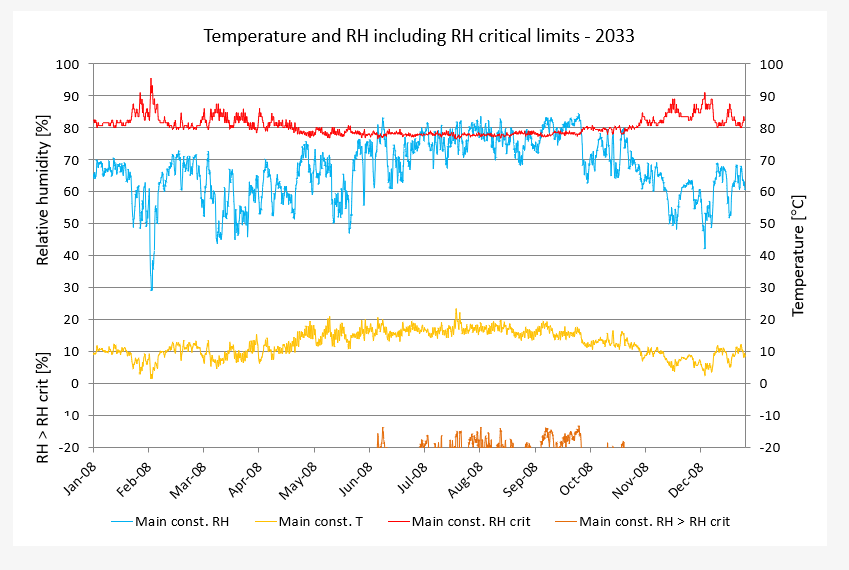 Temperature and RH including RH critical limits - 2033
Relative humidity [%]
RH > RH crit [%]
100
90
80
70
60
50
40
30
20
10
0
10
-20
100
90
80
70
60
50
40
30
20
10
0
-10
-20
Temperature [°C]
Jan-08
Feb-08
Mar-08
Apr-08
May-08
Jun-08
Jul-08
Aug-08
Sep-08
Oct-08
Nov-08
Dec-08
Main const. RH
Main const. T
Main const. RH crit
Main const. RH > RH crit